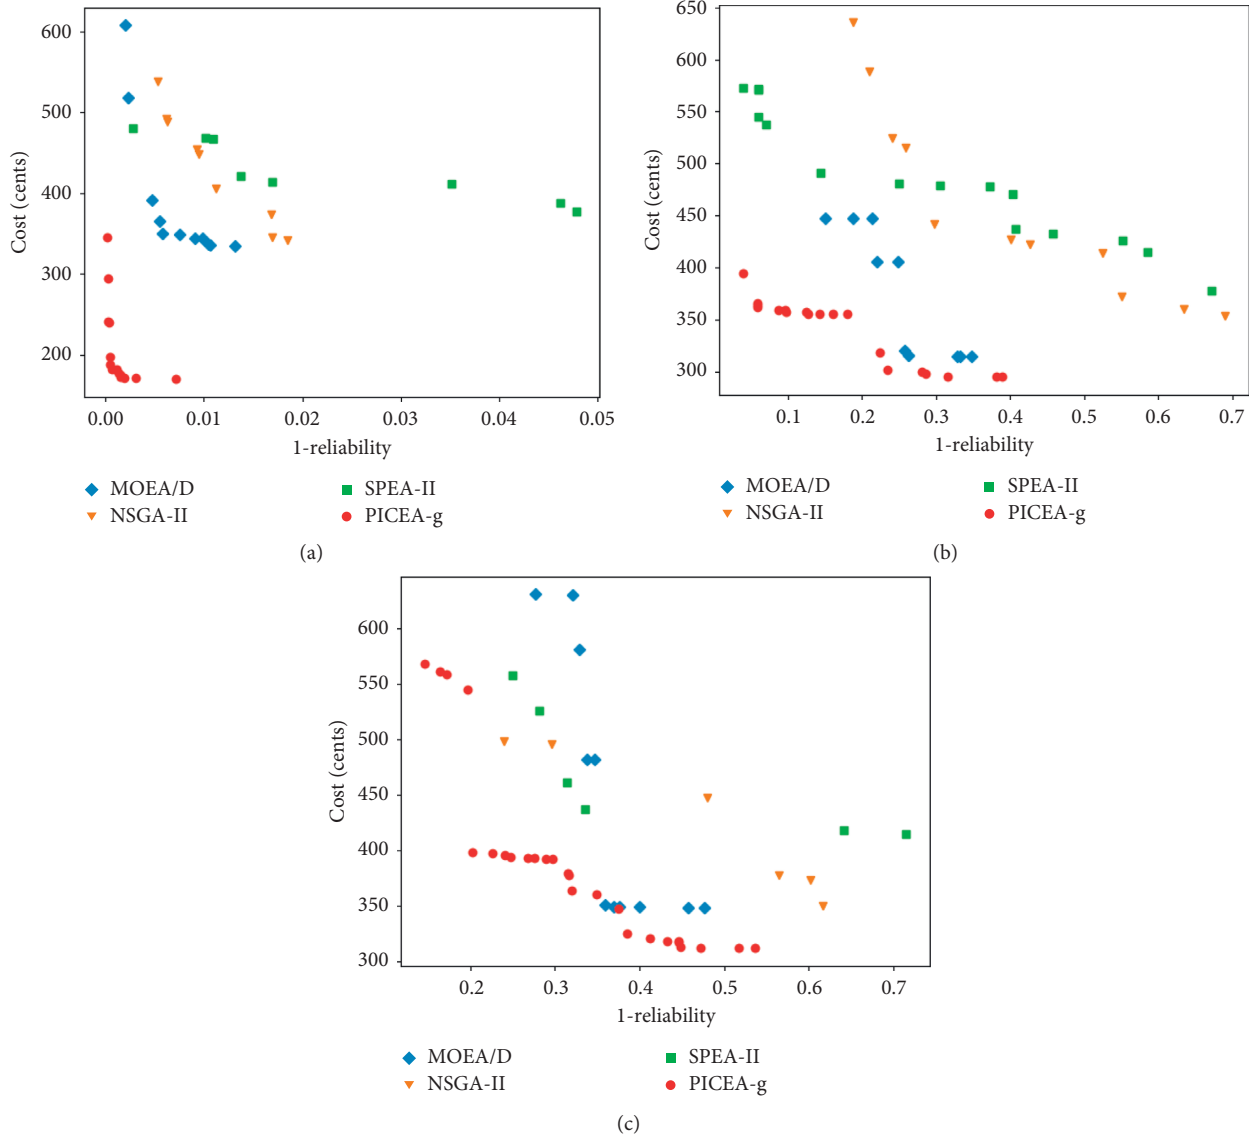 600
500
400
300
200
Cost (cents)
0.00 0.01 0.02 0.03 0.04 0.05
1-reliability
MOEA/D SPEA-II
NSGA-II PICEA-g
(a)
650
600
550
500
450
400
350
300
Cost (cents)
0.1 0.2 0.3 0.4 0.5 0.6 0.7
1-reliability
MOEA/D SPEA-II
NSGA-II PICEA-g
(b)
600
550
500
450
400
350
300
Cost (cents)
0.2 0.3 0.4 0.5 0.6 0.7
1-reliability
MOEA/D SPEA-II
NSGA-II PICEA-g
(c)